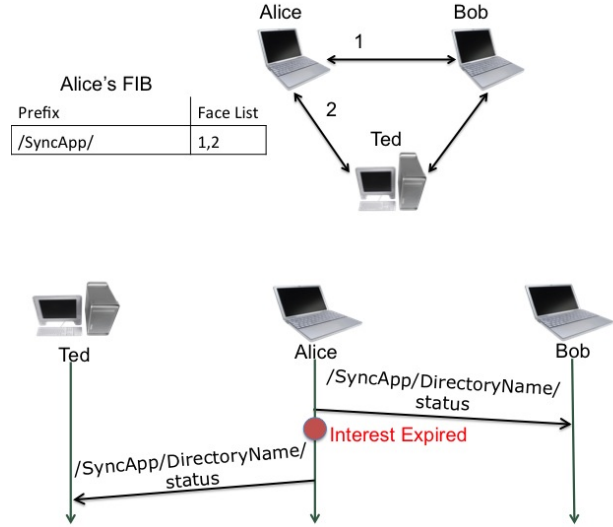 Alice
Bob
1
Alice's FIB
2
Prefix
Face List
/SyncApp/
1,2
Ted
Ted
Alice
Bob
/SyncApp/DirectoryName/
status
Interest Expired
/SyncApp/DirectoryName/
status